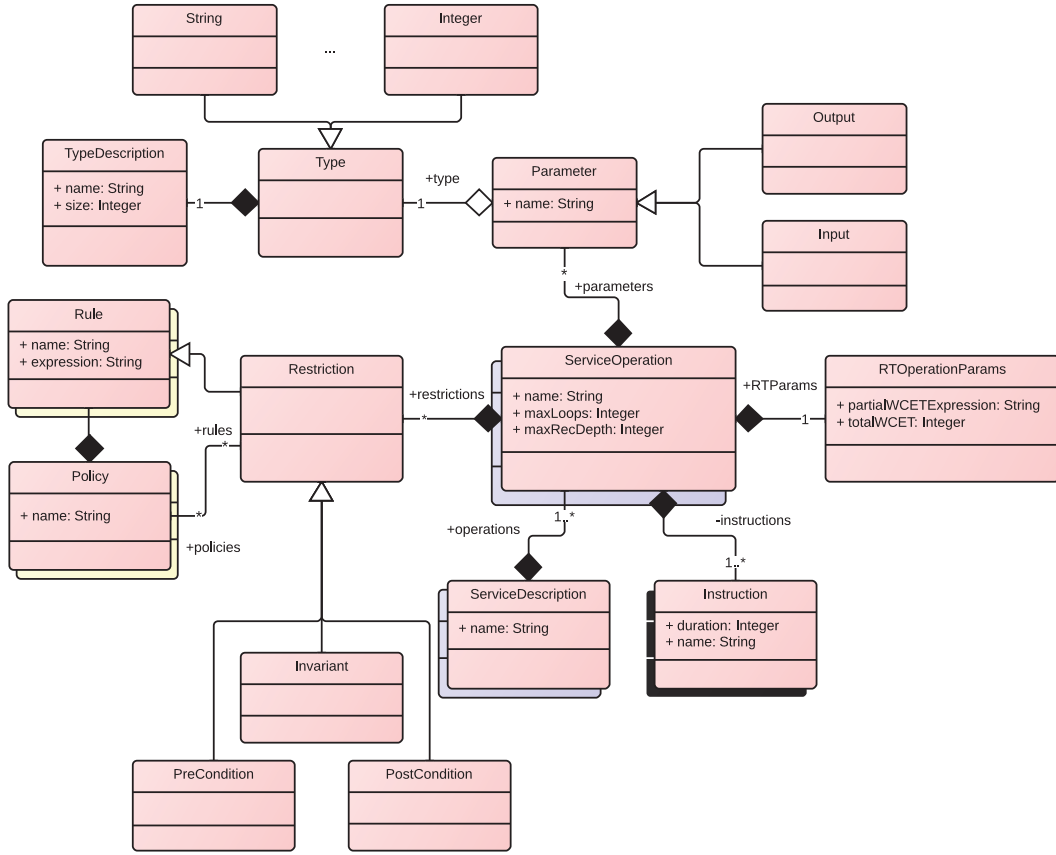 String
...
Integer
TypeDescription
+ name: String
+ size: Integer
1
Type
+type
1
Parameter
+ name: String
Output
Input
*
+parameters
Rule
+ name: String
+ expression: String
Restriction
+restrictions
*
ServiceOperation
+ name: String
+ maxLoops: Integer
+ maxRecDepth: Integer
+RTParams
1
RTOperationParams
+ partialWCETExpression: String
+ totalWCET: Integer
+rules
*
Policy
+ name: String
*
+policies
1..*
+operations
-instructions
1..*
ServiceDescription
+ name: String
Instruction
+ duration: Integer
+ name: String
Invariant
PreCondition
PostCondition